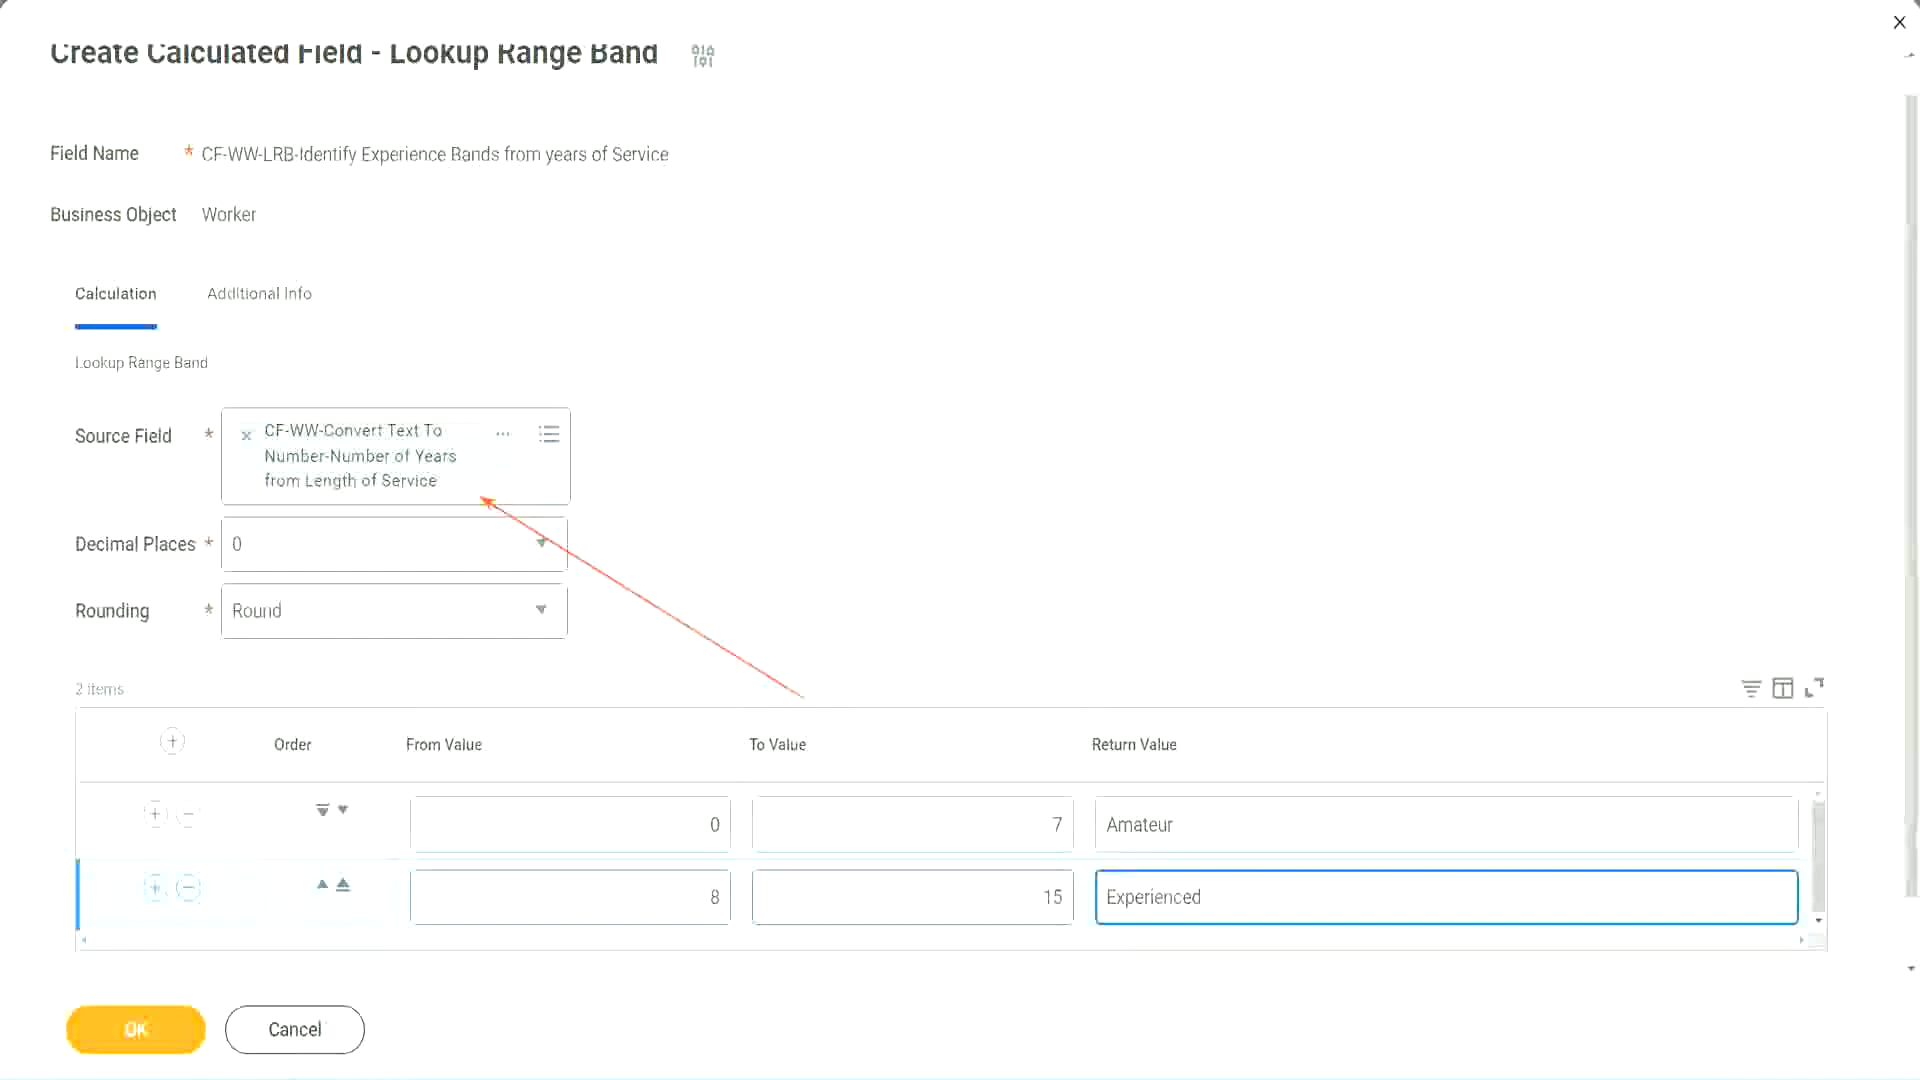 Create Calculated Field - Lookup Range Band
Field Name * CF-WW-LRB-Identify Experience Bands from years of Service
Business Object Worker
Calculation Additional Info
Lookup Range Band
Source Field * × CF-WW-Convert Text To
Number-Number of Years
from Length of Service
Decimal Places * 0
Rounding * Round
2 items
Order From Value To Value Return Value
0 7 Amateur
8 15 Experienced
OK Cancel